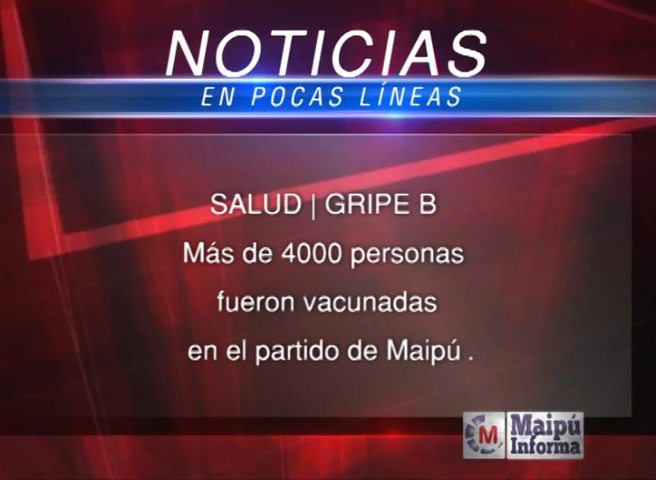 NOTICIAS
EN POCAS LÍNEAS
SALUD | GRIPE B
Más de 4000 personas
fueron vacunadas
en el partido de Maipú .
M
Maipú
Informa